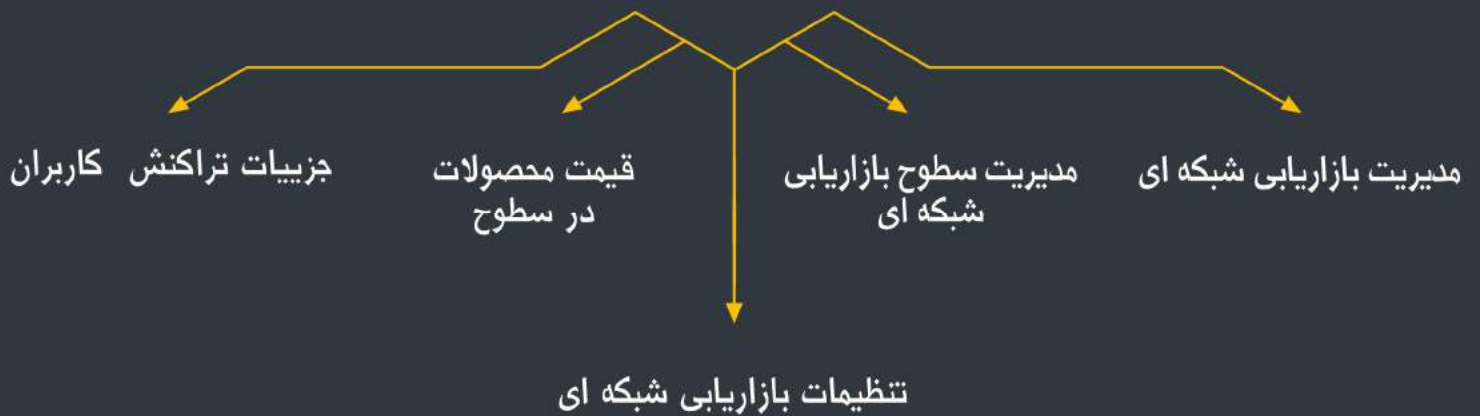 مدیریت بازاریابی شبکه ای
مدیریت سطوح بازاریابی
شبکه ای
قیمت محصولات
در سطوح
جزییات تراکنش کاربران
تنظیمات بازاریابی شبکه ای